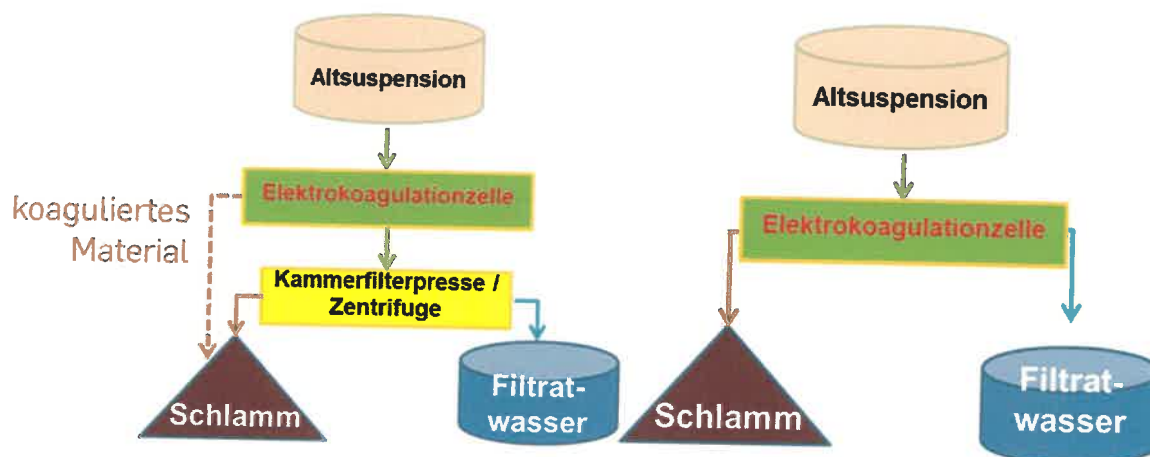 Altsuspension
Elektrokoagulationzelle
koaguliertes
Material
Kammerfilterpresse /
Zentrifuge
Schlamm
Filtrat-
wasser
Altsuspension
Elektrokoagulationzelle
Schlamm
Filtrat-
wasser